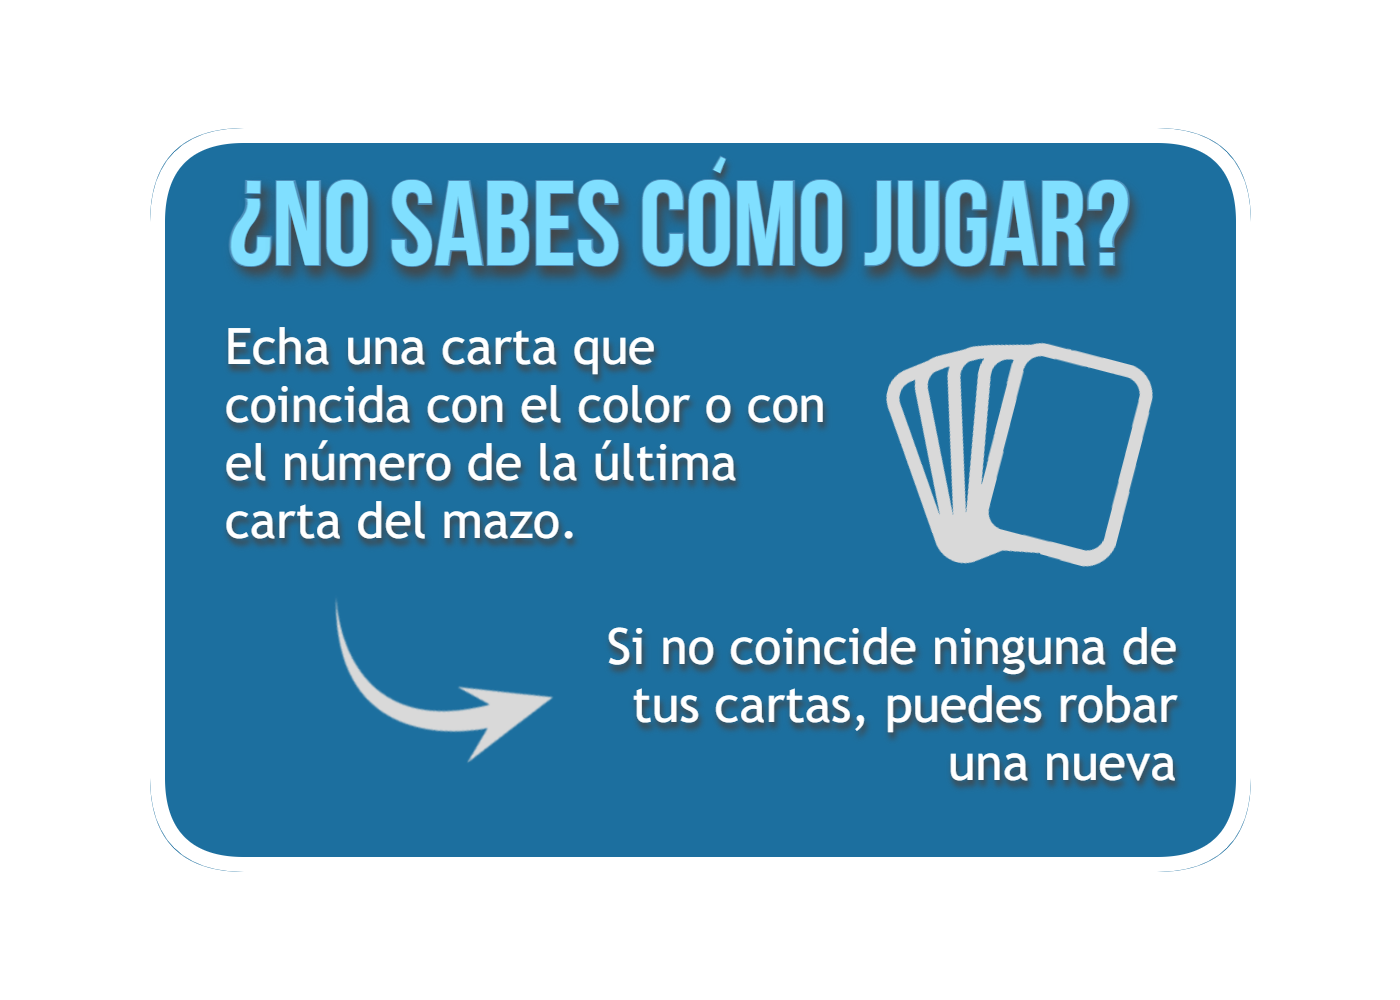 ¿NO SABES CÓMO JUGAR?
Echa una carta que
coincida con el color o con
el número de la última
carta del mazo.
Si no coincide ninguna de
tus cartas, puedes robar
una nueva